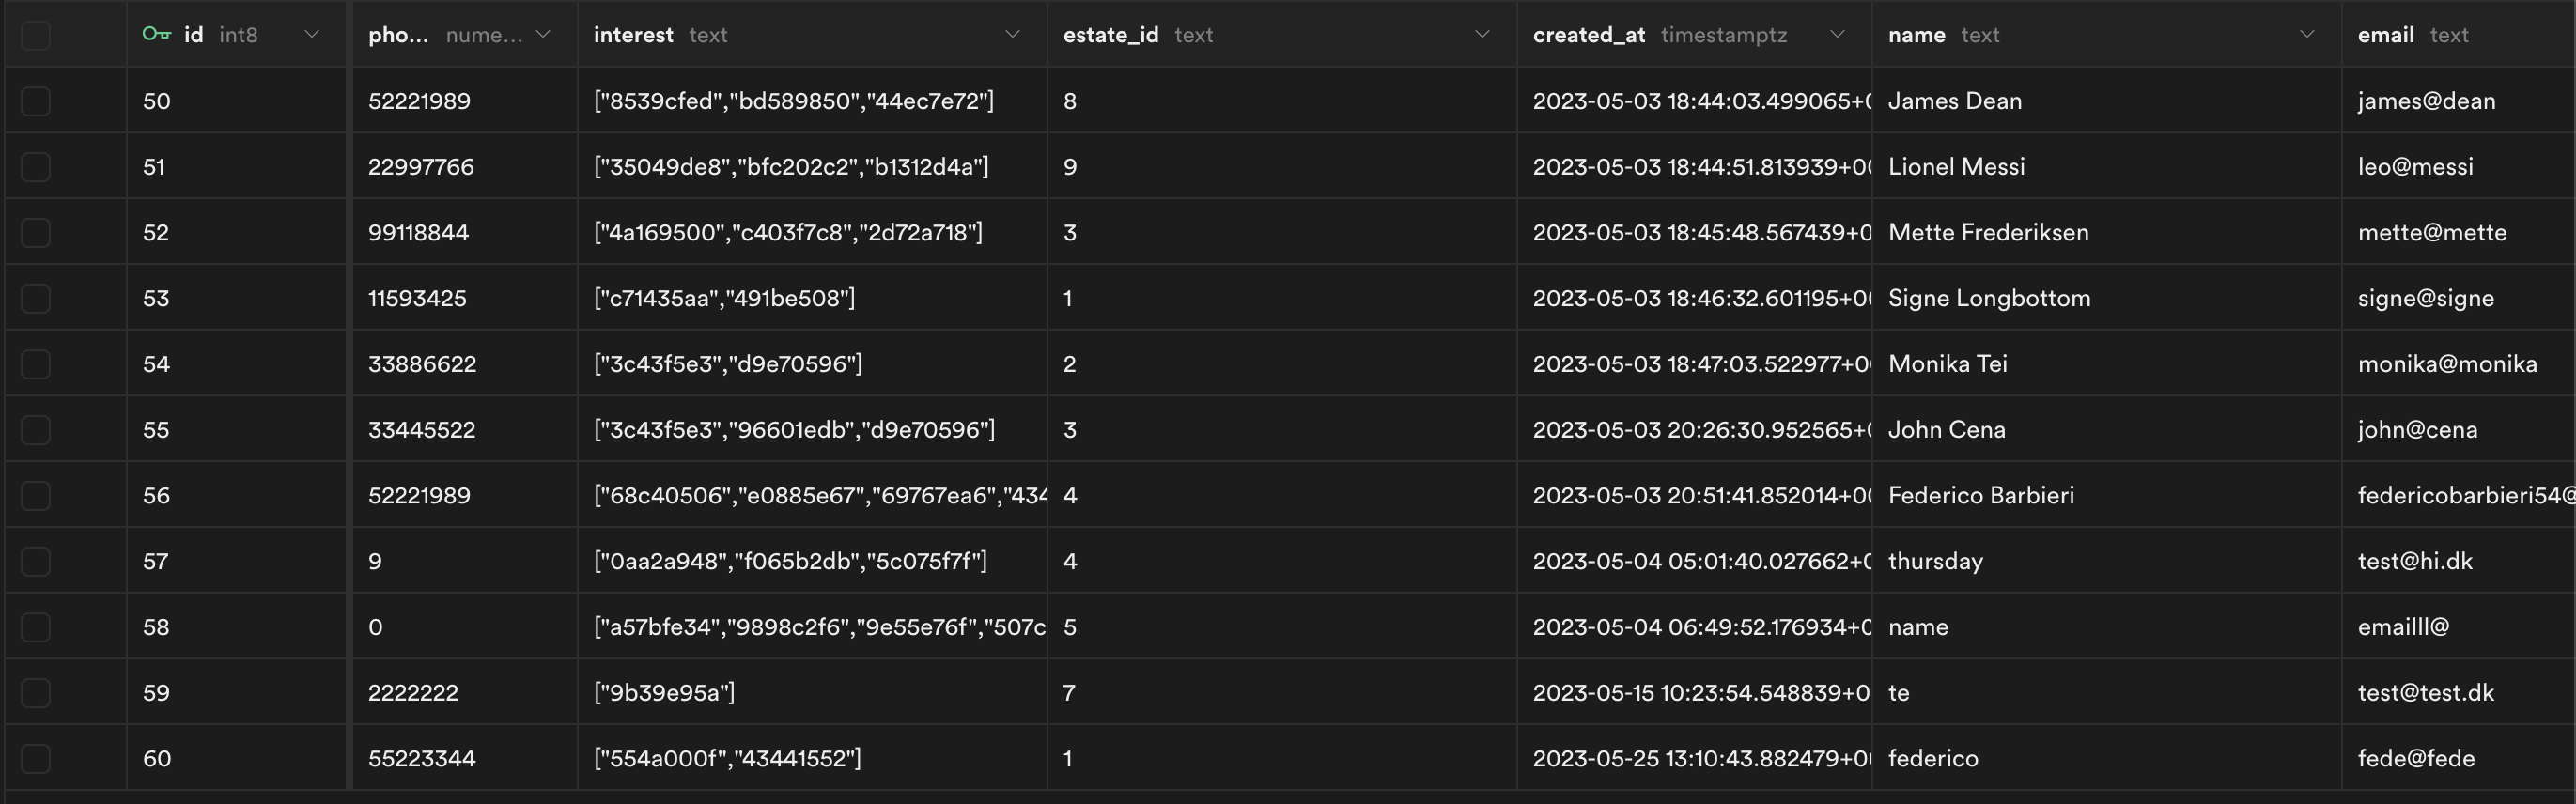 id int8 pho... nume... interest text estate_id text created_at timestamptz name text email text
50 52221989 ["8539cfed","bd589850","44ec7e72"] 8 2023-05-03 18:44:03.499065+0 James Dean james@dean
51 22997766 ["35049de8","bfc202c2","b1312d4a"] 9 2023-05-03 18:44:51.813939+00 Lionel Messi leo@messi
52 99118844 ["4a169500","c403f7c8","2d72a718"] 3 2023-05-03 18:45:48.567439+0 Mette Frederiksen mette@mette
53 11593425 ["c71435aa","491be508"] 1 2023-05-03 18:46:32.601195+00 Signe Longbottom signe@signe
54 33886622 ["3c43f5e3","d9e70596"] 2 2023-05-03 18:47:03.522977+00 Monika Tei monika@monika
55 33445522 ["3c43f5e3","96601edb","d9e70596"] 3 2023-05-03 20:26:30.952565+0 John Cena john@cena
56 52221989 ["68c40506","e0885e67","69767ea6","434 4 2023-05-03 20:51:41.852014+00 Federico Barbieri federicobarbieri54@
57 9 ["0aa2a948","f065b2db","5c075f7f"] 4 2023-05-04 05:01:40.027662+0 thursday test@hi.dk
58 0 ["a57bfe34","9898c2f6","9e55e76f","507c 5 2023-05-04 06:49:52.176934+0 name emailll@
59 2222222 ["9b39e95a"] 7 2023-05-15 10:23:54.548839+0 te test@test.dk
60 55223344 ["554a000f","43441552"] 1 2023-05-25 13:10:43.882479+00 federico fede@fede